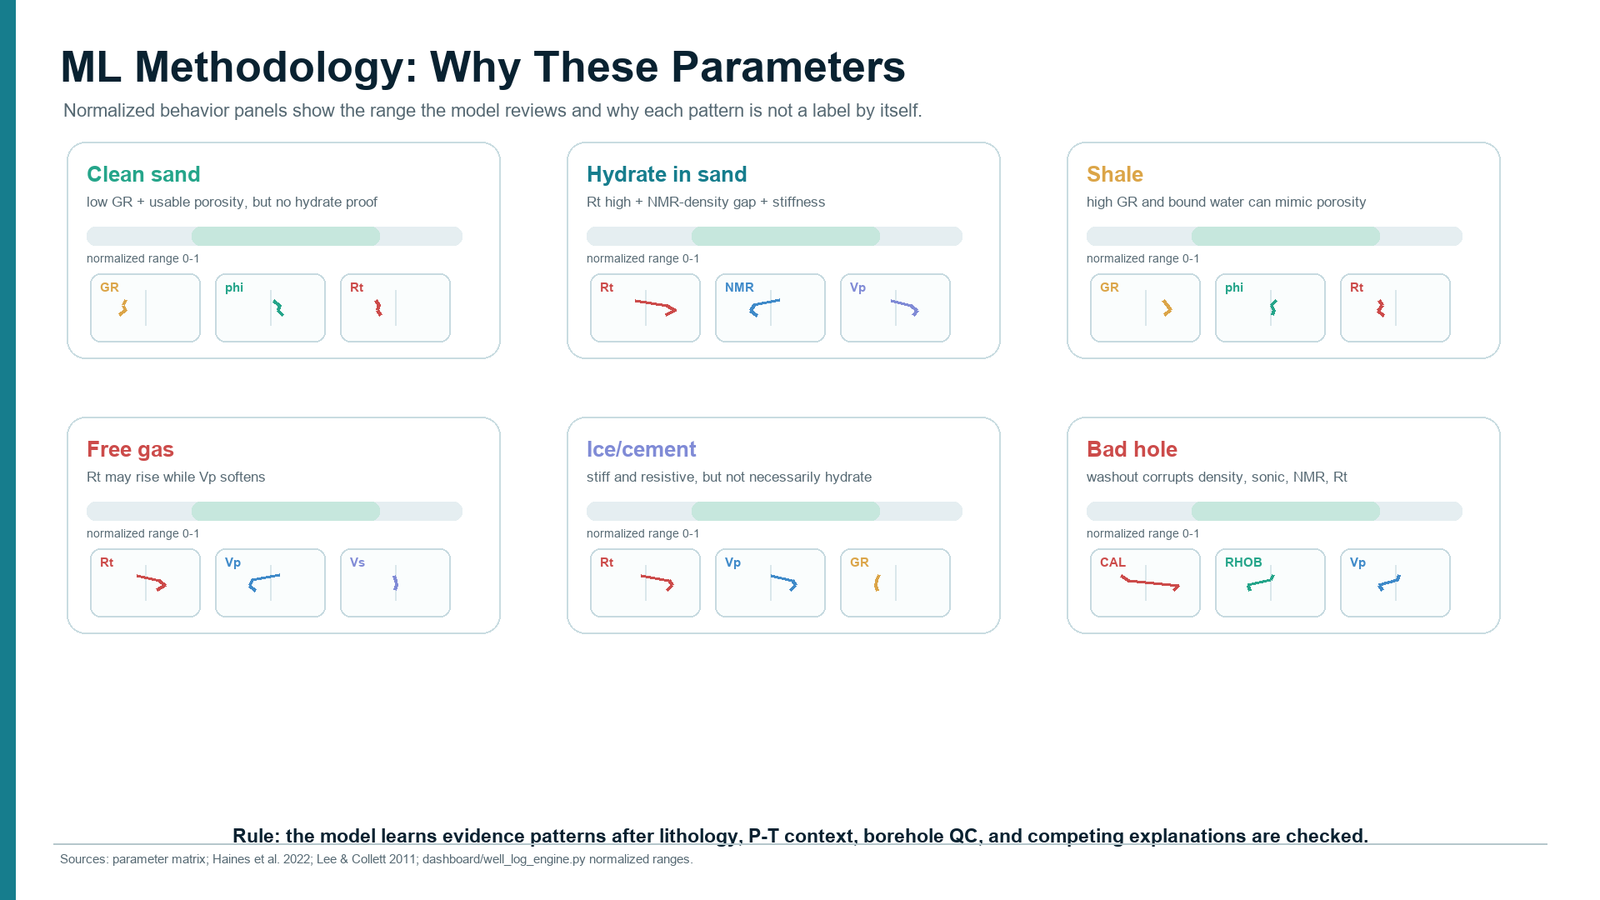 ML Methodology: Why These Parameters
Normalized behavior panels show the range the model reviews and why each pattern is not a label by itself.
Clean sand
low GR + usable porosity, but no hydrate proof
normalized range 0-1
GR
phi
Rt
Hydrate in sand
Rt high + NMR-density gap + stiffness
normalized range 0-1
Rt
NMR
Vp
Shale
high GR and bound water can mimic porosity
normalized range 0-1
GR
phi
Rt
Free gas
Rt may rise while Vp softens
normalized range 0-1
Rt
Vp
Vs
Ice/cement
stiff and resistive, but not necessarily hydrate
normalized range 0-1
Rt
Vp
GR
Bad hole
washout corrupts density, sonic, NMR, Rt
normalized range 0-1
CAL
RHOB
Vp
Rule: the model learns evidence patterns after lithology, P-T context, borehole QC, and competing explanations are checked.
Sources: parameter matrix; Haines et al. 2022; Lee & Collett 2011; dashboard/well_log_engine.py normalized ranges.